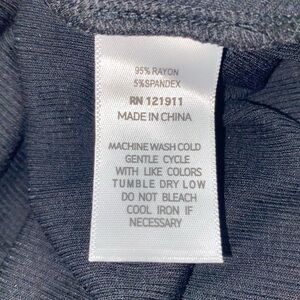 95% RAYON
5%SPANDEX
RN 121911
MADE IN CHINA
MACHINE WASH COLD
GENTLE CYCLE
WITH LIKE COLORS
TUMBLE DRY LOW
DO NOT BLEACH
COOL IRON IF
NECESSARY